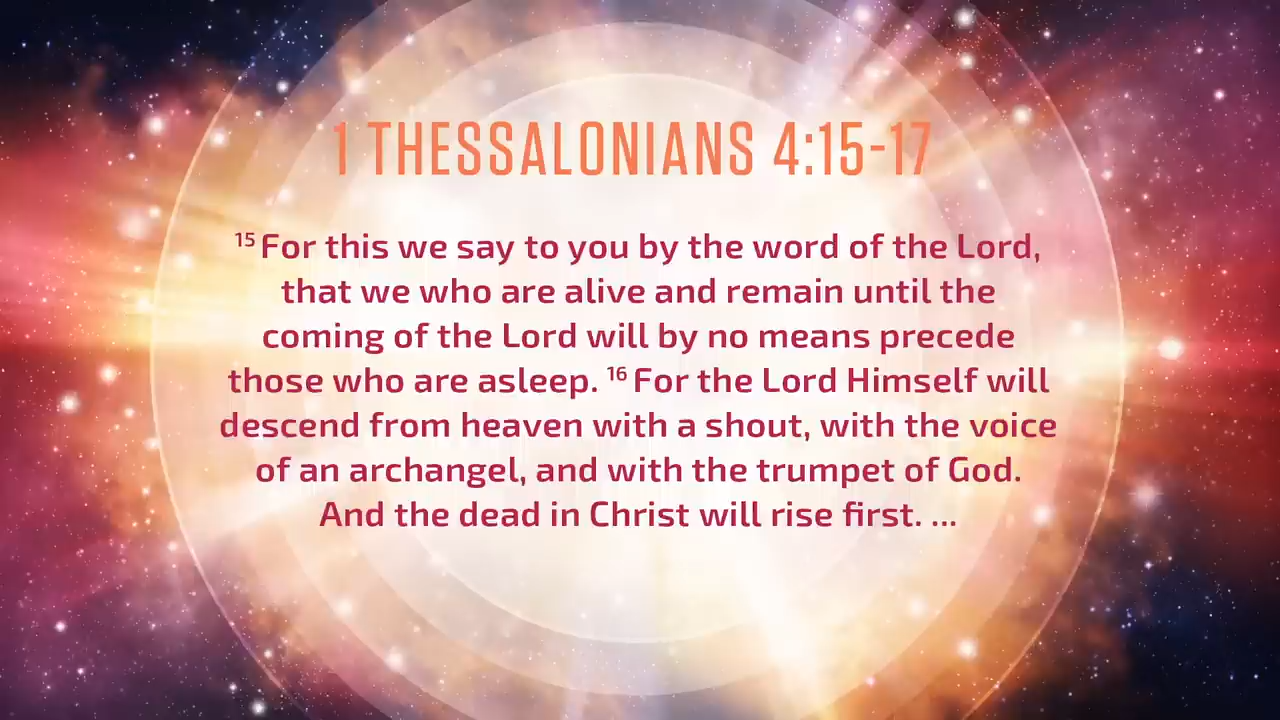 1 THESSALONIANS 4:15-17
15 For this we say to you by the word of the Lord,
that we who are alive and remain until the
coming of the Lord will by no means precede
those who are asleep. 16 For the Lord Himself will
descend from heaven with a shout, with the voice
of an archangel, and with the trumpet of God.
And the dead in Christ will rise first. ...